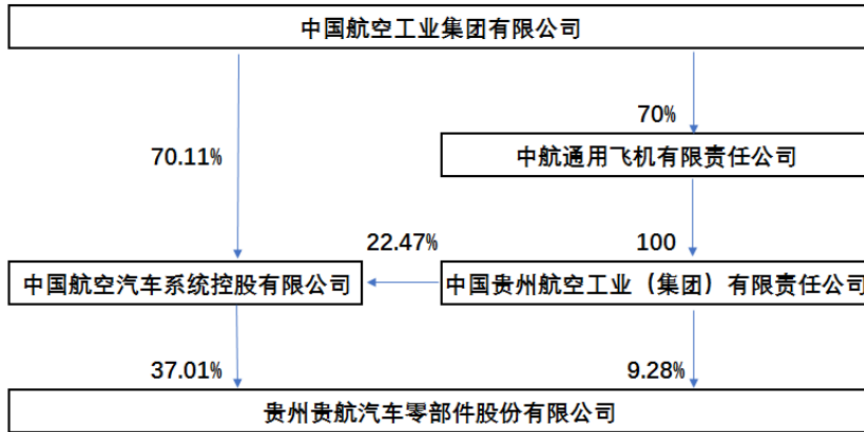 中国航空工业集团有限公司
70%
70.11%
中航通用飞机有限责任公司
22.47%
100
中国航空汽车系统控股有限公司
中国贵州航空工业（集团）有限责任公司
37.01%
9.28%
贵州贵航汽车零部件股份有限公司